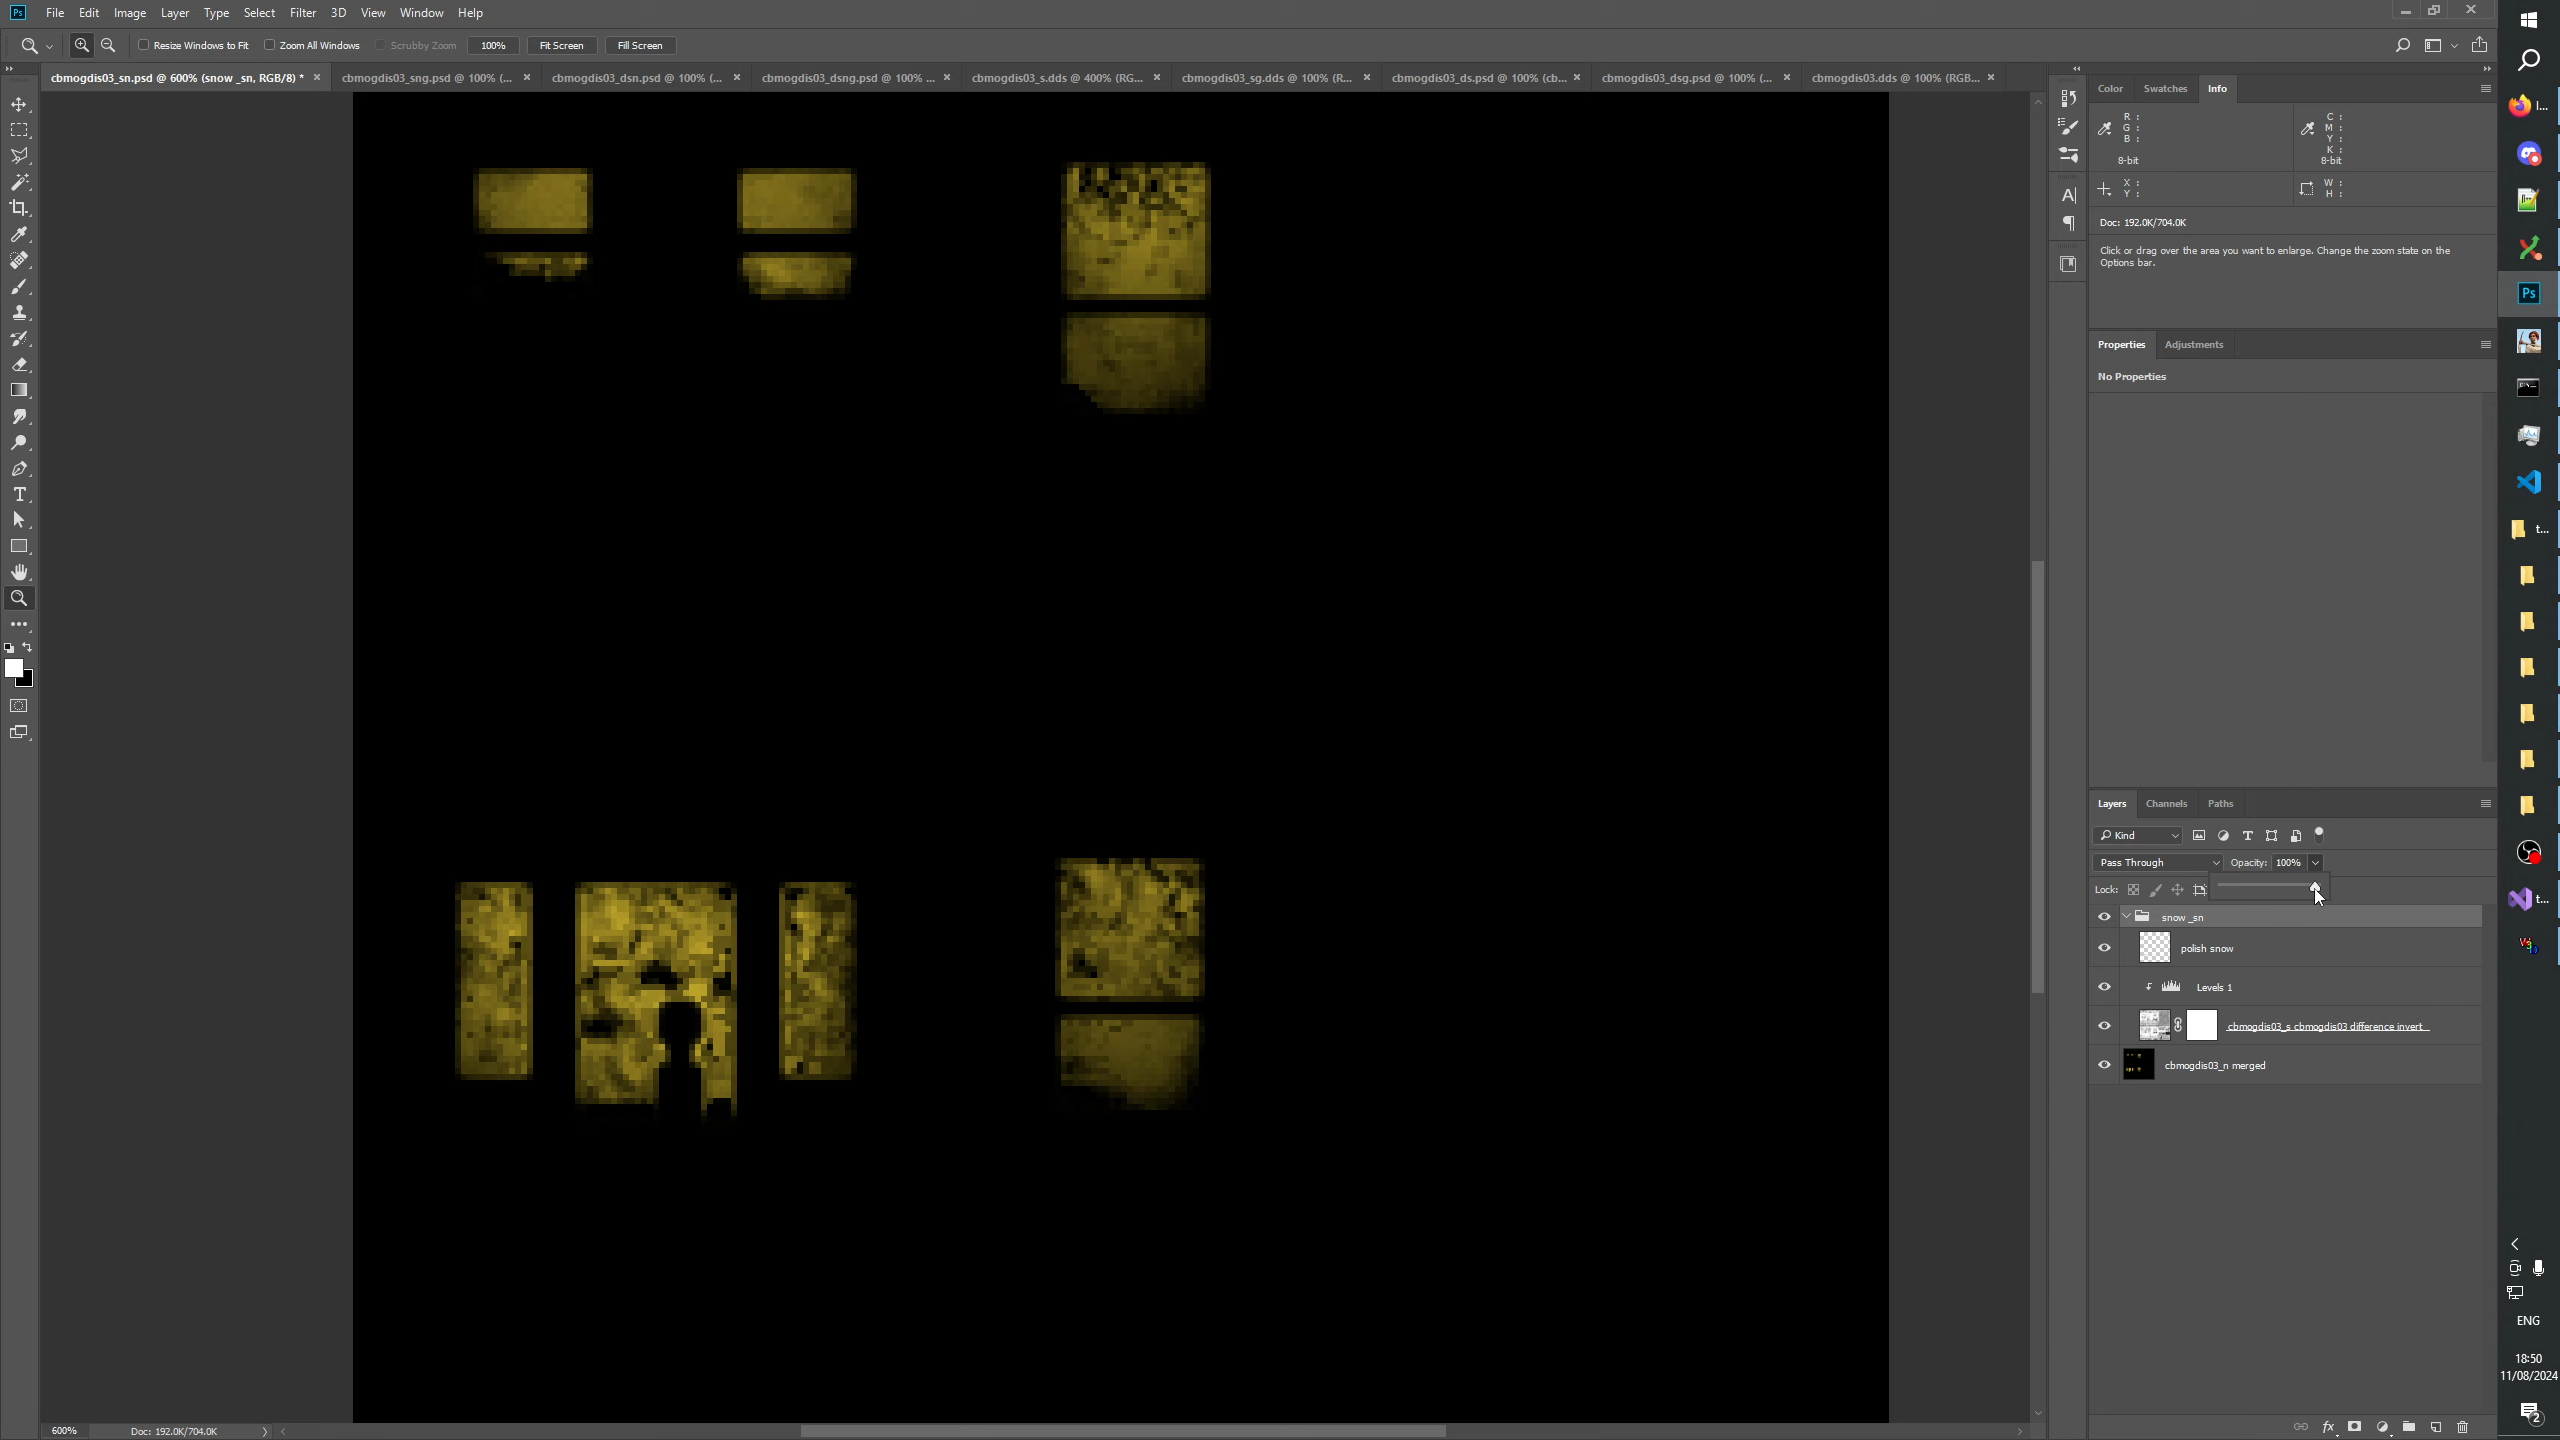 Ps File Edit Image Layer Type Select Filter 3D View Window Help
Resize Windows to Fit Zoom All Windows Scrubby Zoom 100% Fit Screen Fill Screen
cbmogdis03_sn.psd @ 600% (snow _sn, RGB/8) * cbmogdis03_sng.psd @ 100% (... cbmogdis03_dsn.psd @ 100% (... cbmogdis03_dsng.psd @ 100% ... cbmogdis03_s.dds @ 400% (RG... cbmogdis03_sg.dds @ 100% (R... cbmogdis03_ds.psd @ 100% (cb... cbmogdis03_dsg.psd @ 100% (... cbmogdis03.dds @ 100% (RGB...
Color Swatches Info
R : C :
G : M :
B : Y :
K :
8-bit 8-bit
X : W :
Y : H :
Doc: 192.0K/704.0K
Click or drag over the area you want to enlarge. Change the zoom state on the
Options bar.
Properties Adjustments
No Properties
Layers Channels Paths
Kind
Pass Through Opacity: 100%
Lock:
snow _sn
polish snow
Levels 1
cbmogdis03_s cbmogdis03 difference invert
cbmogdis03_n merged
600% Doc: 192.0K/704.0K
I...
Ps
t...
t...
ENG
18:50
11/08/2024
2